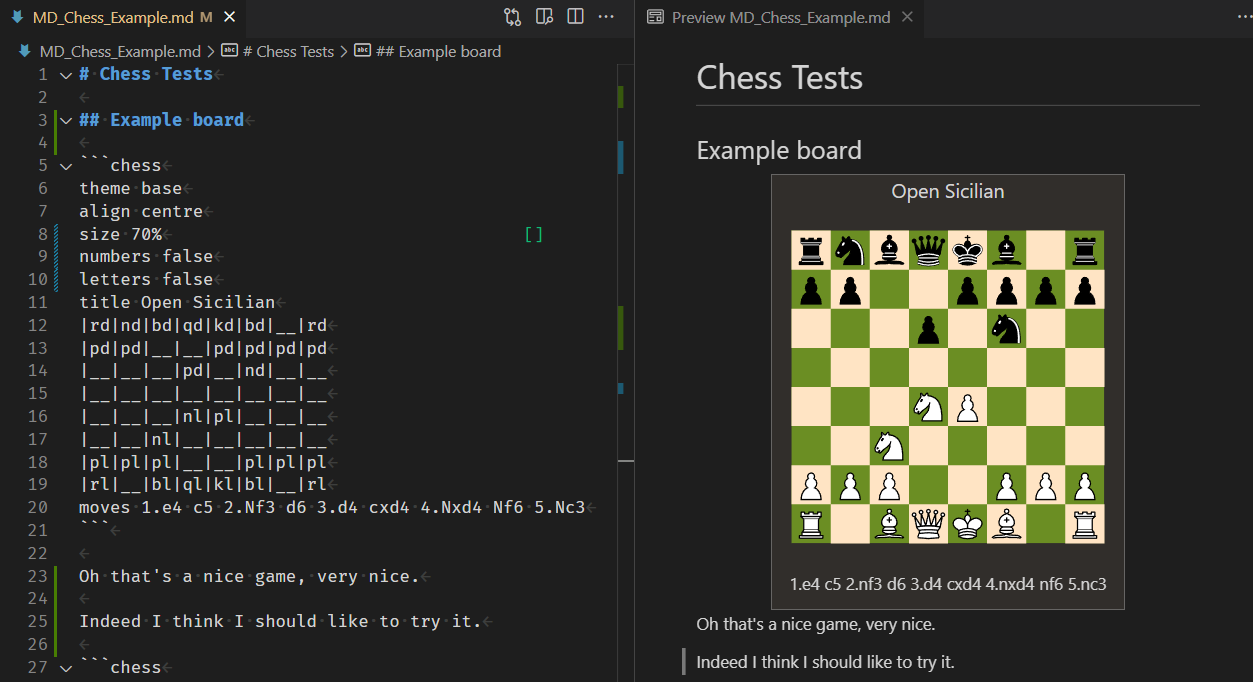 MD_Chess_Example.md M
Preview MD_Chess_Example.md
MD_Chess_Example.md > abc # Chess Tests > abc ## Example board
1 # Chess Tests
2
3 ## Example board
4
5 ```chess
6 theme base
7 align centre
8 size 70% []
9 numbers false
10 letters false
11 title Open Sicilian
12 |rd|nd|bd|qd|kd|bd|__|rd
13 |pd|pd|__|__|pd|pd|pd|pd
14 |__|__|__|pd|__|nd|__|__
15 |__|__|__|__|__|__|__|__
16 |__|__|__|nl|pl|__|__|__
17 |__|__|nl|__|__|__|__|__
18 |pl|pl|pl|__|__|pl|pl|pl
19 |rl|__|bl|ql|kl|bl|__|rl
20 moves 1.e4 c5 2.Nf3 d6 3.d4 cxd4 4.Nxd4 Nf6 5.Nc3
21 ```
22
23 Oh that's a nice game, very nice.
24
25 Indeed I think I should like to try it.
26
27 ```chess
Chess Tests
Example board
Open Sicilian
1.e4 c5 2.nf3 d6 3.d4 cxd4 4.nxd4 nf6 5.nc3
Oh that's a nice game, very nice.
Indeed I think I should like to try it.